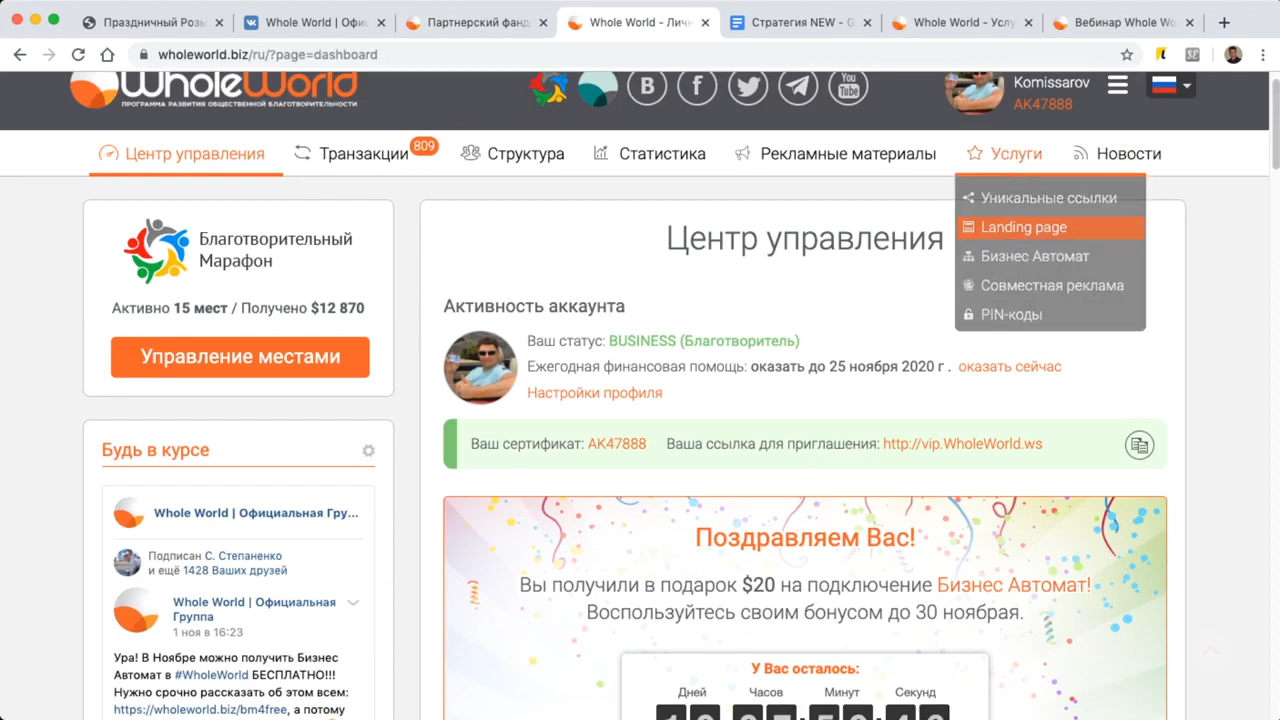 Праздничный Розы
Whole World | Офиц
Партнерский фанд
Whole World - Личн
Стратегия NEW - G
Whole World - Услу
Вебинар Whole Wo
wholeworld.biz/ru/?page=dashboard
WholeWorld
ПРОГРАММА РАЗВИТИЯ ОБЩЕСТВЕННОЙ БЛАГОТВОРИТЕЛЬНОСТИ
You Tube
Komissarov
AK47888
Центр управления
Транзакции 809
Структура
Статистика
Рекламные материалы
Услуги
Новости
Уникальные ссылки
Landing page
Бизнес Автомат
Совместная реклама
PIN-коды
Благотворительный
Марафон
Активно 15 мест / Получено $12 870
Управление местами
Будь в курсе
Whole World | Официальная Гру...
Подписан С. Степаненко
и ещё 1428 Ваших друзей
Whole World | Официальная
Группа
1 ноя в 16:23
Ура! В Ноябре можно получить Бизнес
Автомат в #WholeWorld БЕСПЛАТНО!!!
Нужно срочно рассказать об этом всем:
https://wholeworld.biz/bm4free, а потому
Центр управления
Активность аккаунта
Ваш статус: BUSINESS (Благотворитель)
Ежегодная финансовая помощь: оказать до 25 ноября 2020 г . оказать сейчас
Настройки профиля
Ваш сертификат: AK47888 Ваша ссылка для приглашения: http://vip.WholeWorld.ws
Поздравляем Вас!
Вы получили в подарок $20 на подключение Бизнес Автомат!
Воспользуйтесь своим бонусом до 30 ноября.
У Вас осталось:
Дней Часов Минут Секунд